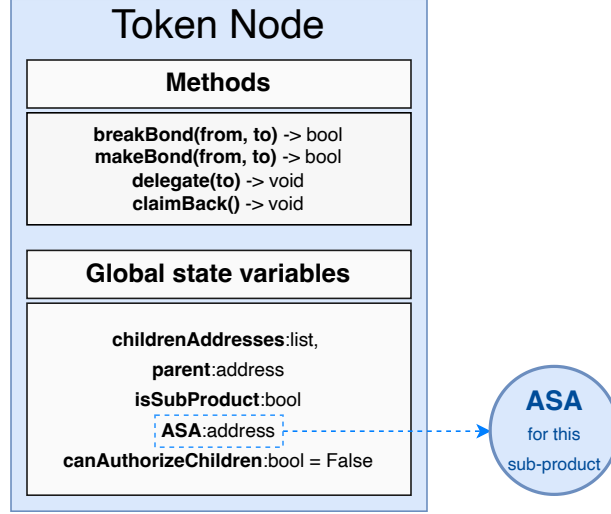 Token Node
Methods
breakBond(from, to) -> bool
makeBond(from, to) -> bool
delegate(to) -> void
claimBack() -> void
Global state variables
childrenAddresses:list,
parent:address
isSubProduct:bool
ASA:address
canAuthorizeChildren:bool = False
ASA
for this
sub-product